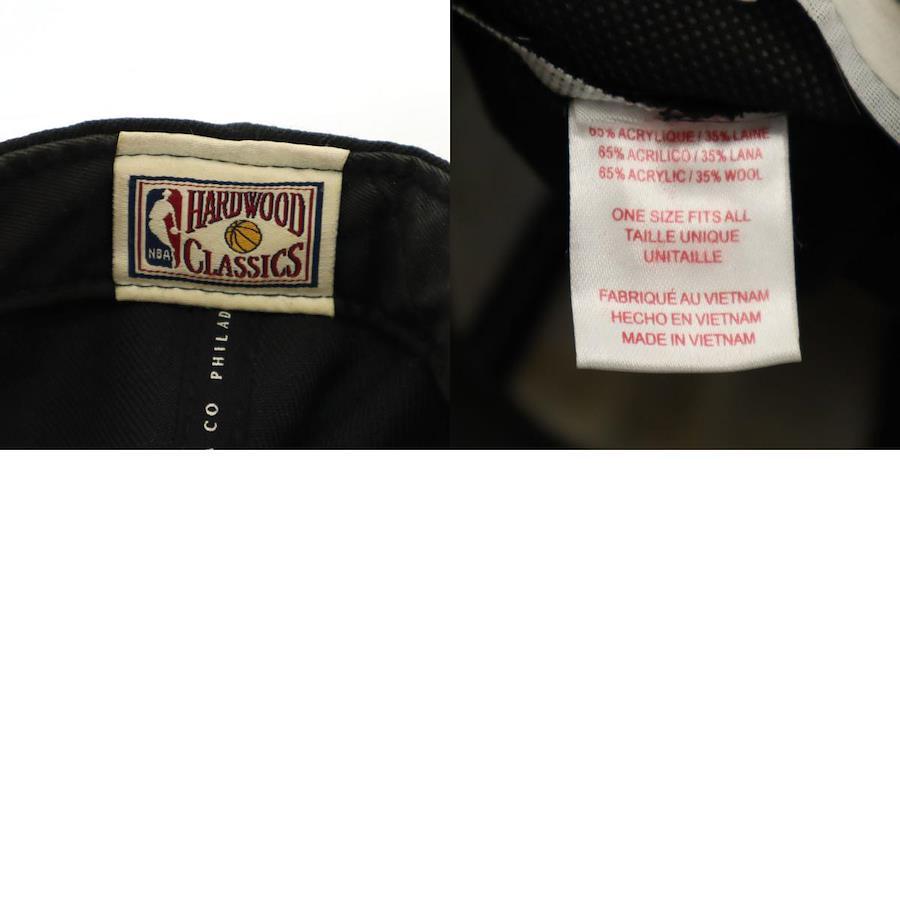 HARDWOOD
NBA
CLASSICS
CO PHILAD
65% ACRYLIQUE / 35% LAINE
65% ACRILICO / 35% LANA
65% ACRYLIC / 35% WOOL
ONE SIZE FITS ALL
TAILLE UNIQUE
UNITAILLE
FABRIQUÉ AU VIETNAM
HECHO EN VIETNAM
MADE IN VIETNAM